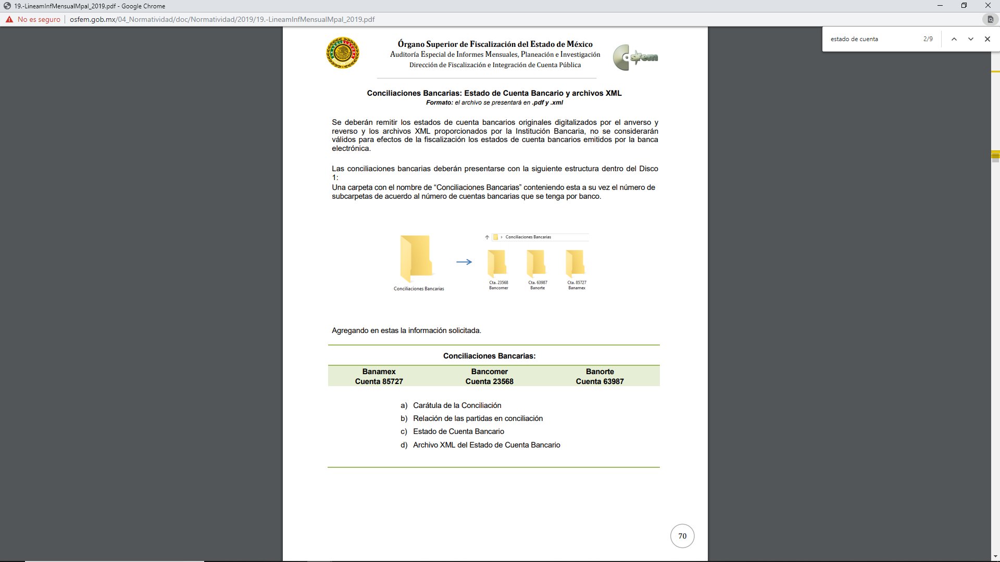 19.-LineamInfMensualMpal_2019.pdf - Google Chrome
No es seguro
osfem.gob.mx/04_Normatividad/doc/Normatividad/2019/19.-LineamInfMensualMpal_2019.pdf
estado de cuenta
2/9
Órgano Superior de Fiscalización del Estado de México
Auditoría Especial de Informes Mensuales, Planeación e Investigación
Dirección de Fiscalización e Integración de Cuenta Pública
osfem
Conciliaciones Bancarias: Estado de Cuenta Bancario y archivos XML
Formato: el archivo se presentará en .pdf y .xml
Se deberán remitir los estados de cuenta bancarios originales digitalizados por el anverso y
reverso y los archivos XML proporcionados por la Institución Bancaria, no se considerarán
válidos para efectos de la fiscalización los estados de cuenta bancarios emitidos por la banca
electrónica.
Las conciliaciones bancarias deberán presentarse con la siguiente estructura dentro del Disco
1:
Una carpeta con el nombre de “Conciliaciones Bancarias” conteniendo esta a su vez el número de
subcarpetas de acuerdo al número de cuentas bancarias que se tenga por banco.
Conciliaciones Bancarias
Conciliaciones Bancarias
Cta. 23568
Bancomer
Cta. 63987
Banorte
Cta. 85727
Banamex
Agregando en estas la información solicitada.
Conciliaciones Bancarias:
Banamex
Cuenta 85727
Bancomer
Cuenta 23568
Banorte
Cuenta 63987
a) Carátula de la Conciliación
b) Relación de las partidas en conciliación
c) Estado de Cuenta Bancario
d) Archivo XML del Estado de Cuenta Bancario
70